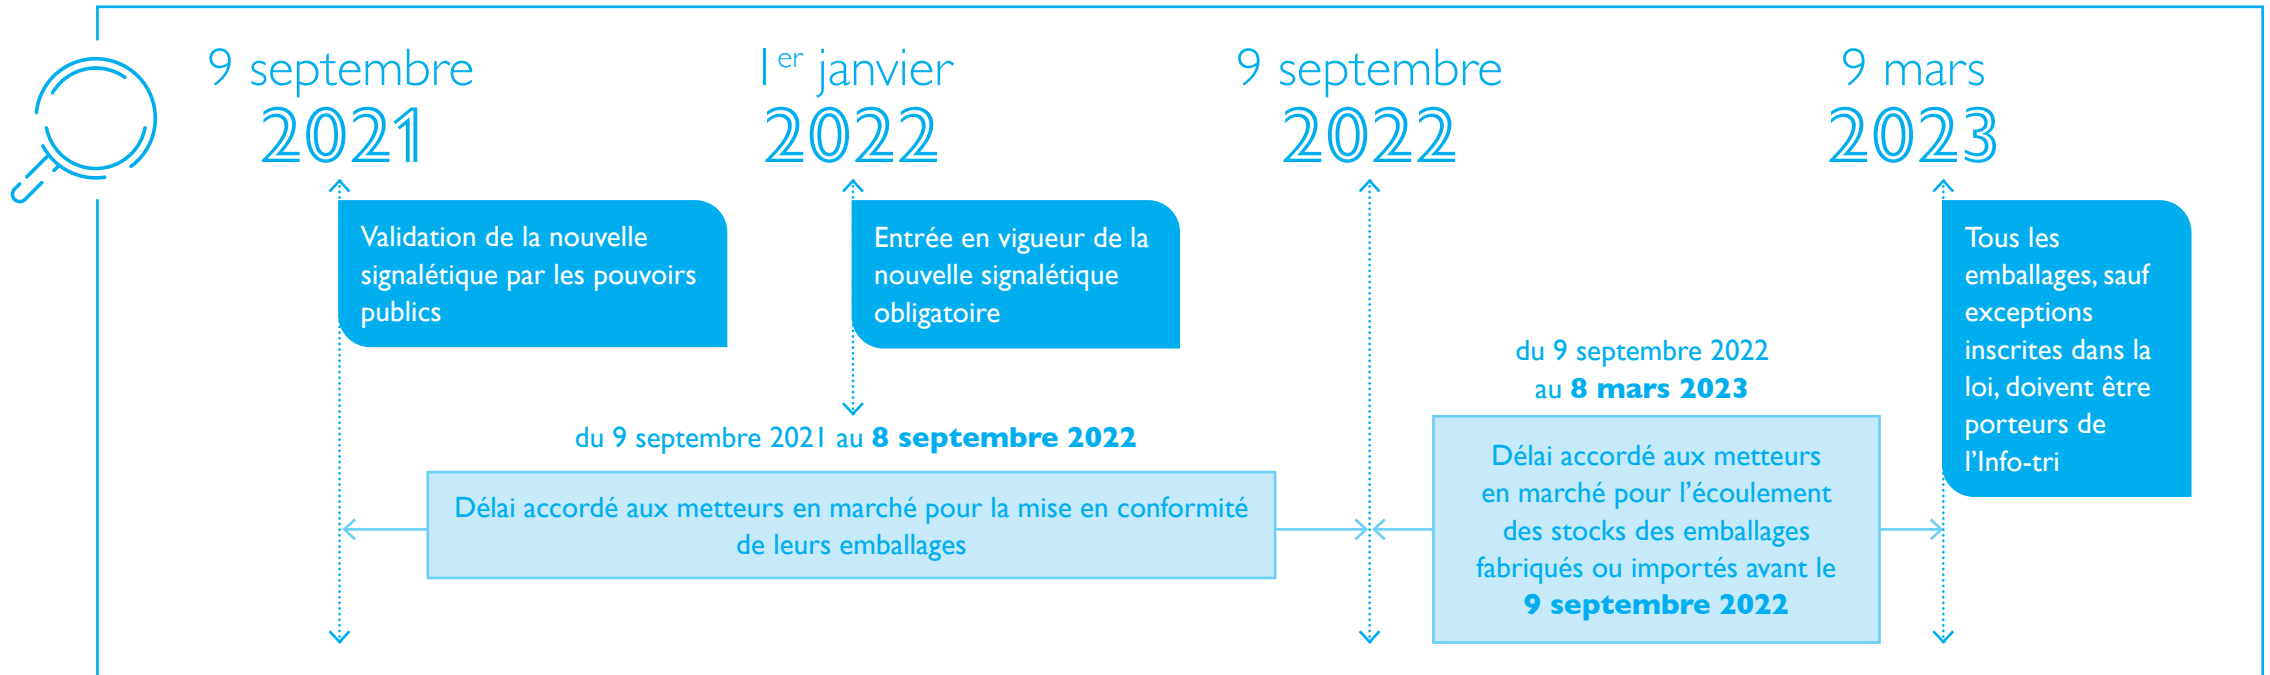 9 septembre
2021
1er janvier
2022
9 septembre
2022
9 mars
2023
Validation de la nouvelle
signalétique par les pouvoirs
publics
Entrée en vigueur de la
nouvelle signalétique
obligatoire
Tous les
emballages, sauf
exceptions
inscrites dans la
loi, doivent être
porteurs de
l’Info-tri
du 9 septembre 2021 au 8 septembre 2022
Délai accordé aux metteurs en marché pour la mise en conformité
de leurs emballages
du 9 septembre 2022
au 8 mars 2023
Délai accordé aux metteurs
en marché pour l’écoulement
des stocks des emballages
fabriqués ou importés avant le
9 septembre 2022